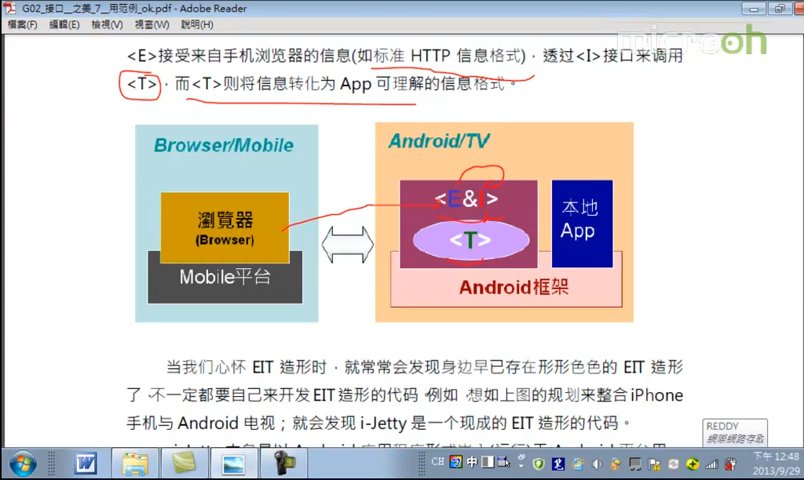 G02_接口__之美_7__用范例_ok.pdf - Adobe Reader
檔案(F) 編輯(E) 檢視(V) 視窗(W) 說明(H)
microoh
<E>接受来自手机浏览器的信息(如标准 HTTP 信息格式)，透过<I>接口来调用
<T>，而<T>则将信息转化为 App 可理解的信息格式。
Browser/Mobile
Android/TV
瀏覽器
(Browser)
Mobile平台
<E&I>
<T>
本地
App
Android框架
当我们心怀 EIT 造形时，就常常会发现身边早已存在形形色色的 EIT 造形
了，不一定都要自己来开发EIT造形的代码，例如，想如上图的规划来整合iPhone
手机与 Android 电视；就会发现 i-Jetty 是一个现成的 EIT 造形的代码。
REDDY
網際網路存取
CH
中
下午 12:48
2013/9/29